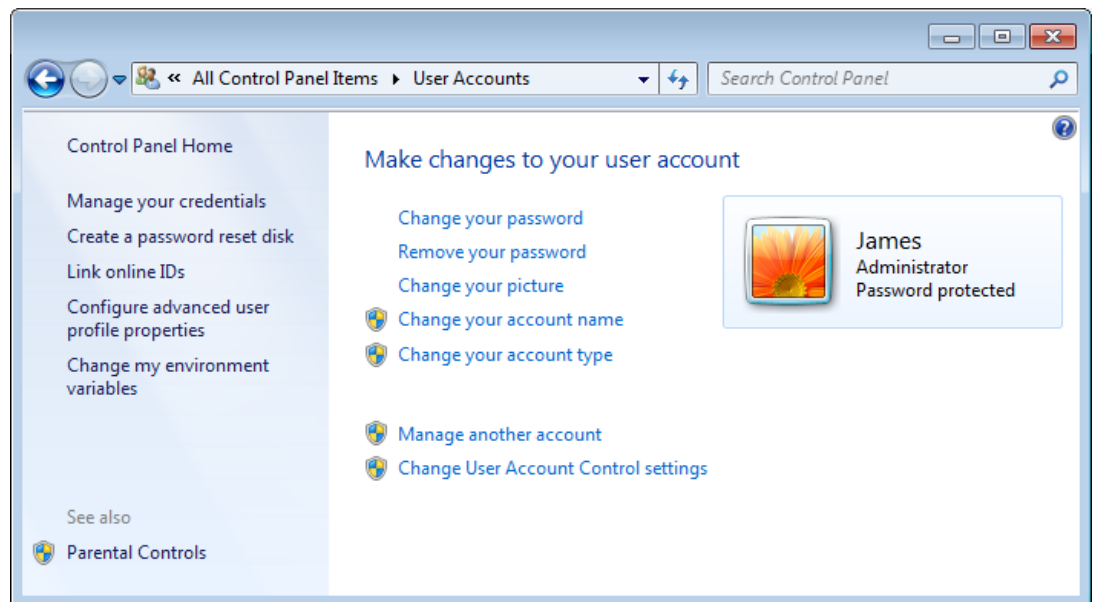 « All Control Panel Items ▸ User Accounts
Search Control Panel
Control Panel Home
Manage your credentials
Create a password reset disk
Link online IDs
Configure advanced user
profile properties
Change my environment
variables
See also
Parental Controls
Make changes to your user account
Change your password
Remove your password
Change your picture
Change your account name
Change your account type
Manage another account
Change User Account Control settings
James
Administrator
Password protected